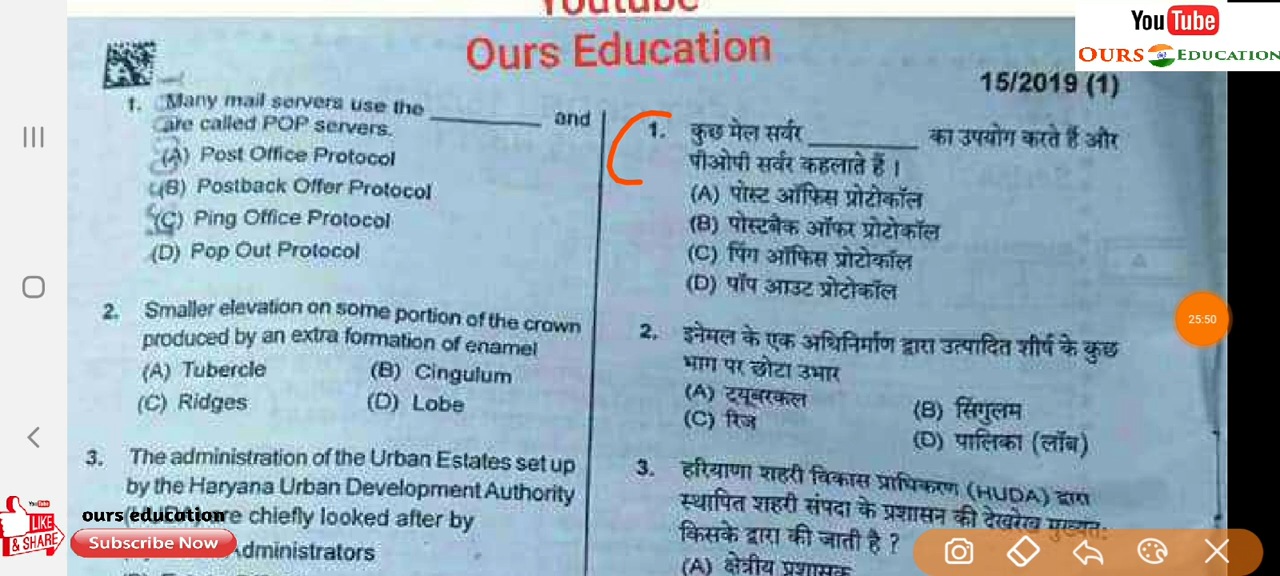 Youtube
Ours Education
You Tube
OURS EDUCATION
15/2019 (1)
1. Many mail servers use the ________ and
are called POP servers.
(A) Post Office Protocol
(B) Postback Offer Protocol
(C) Ping Office Protocol
(D) Pop Out Protocol
2. Smaller elevation on some portion of the crown
produced by an extra formation of enamel
(A) Tubercle (B) Cingulum
(C) Ridges (D) Lobe
3. The administration of the Urban Estates set up
by the Haryana Urban Development Authority
are chiefly looked after by
Administrators
1. कुछ मेल सर्वर ________ का उपयोग करते हैं और
पीओपी सर्वर कहलाते हैं ।
(A) पोस्ट ऑफिस प्रोटोकॉल
(B) पोस्टबैक ऑफर प्रोटोकॉल
(C) पिंग ऑफिस प्रोटोकॉल
(D) पॉप आउट प्रोटोकॉल
2. इनेमल के एक अधिनिर्माण द्वारा उत्पादित शीर्ष के कुछ
भाग पर छोटा उभार
(A) ट्यूबरकल (B) सिंगुलम
(C) रिज (D) पालिका (लॉब)
3. हरियाणा शहरी विकास प्राधिकरण (HUDA) द्वारा
स्थापित शहरी संपदा के प्रशासन की देखरेख मुख्यत:
किसके द्वारा की जाती है ?
(A) क्षेत्रीय प्रशासक
25:50
YouTube
LIKE
& SHARE
ours education
Subscribe Now